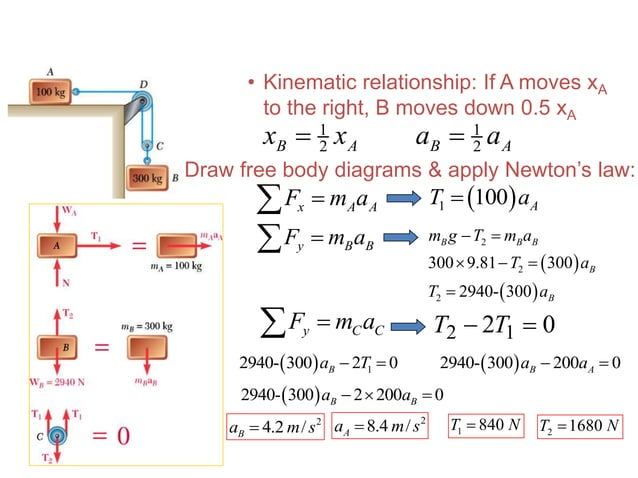 • Kinematic relationship: If A moves x_A
to the right, B moves down 0.5 x_A
x_B = 1/2 x_A    a_B = 1/2 a_A
Draw free body diagrams & apply Newton's law:
∑F_x = m_A a_A    T_1 = (100) a_A
∑F_y = m_B a_B    m_B g − T_2 = m_B a_B
300×9.81 − T_2 = (300) a_B
T_2 = 2940-(300) a_B
∑F_y = m_C a_C    T_2 − 2T_1 = 0
2940-(300) a_B − 2T_1 = 0    2940-(300) a_B − 200a_A = 0
2940-(300) a_B − 2×200a_B = 0
a_B = 4.2 m/s²    a_A = 8.4 m/s²    T_1 = 840 N    T_2 = 1680 N
A
100 kg
D
C
300 kg B
W_A
T_1
A
=
m_A a_A
m_A = 100 kg
N
T_2
m_B = 300 kg
B
=
W_B = 2940 N
m_B a_B
T_1 T_1
C
= 0
T_2